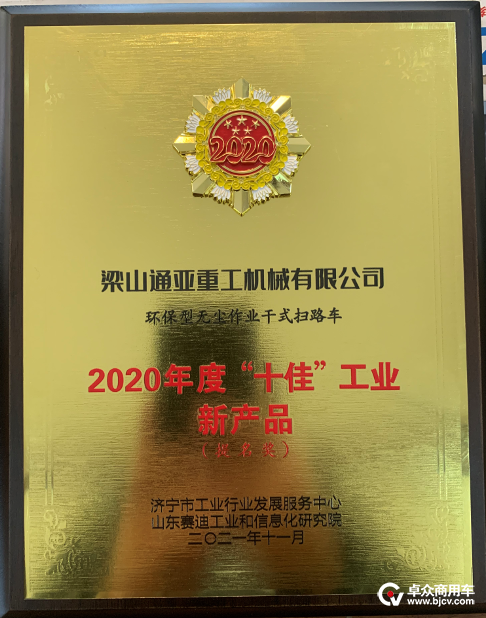 2020
梁山通亚重工机械有限公司
环保型无尘作业干式扫路车
2020年度“十佳”工业
新产品
（提名奖）
济宁市工业行业发展服务中心
山东赛迪工业和信息化研究院
二〇二一年十一月
卓众商用车
www.bjcv.com